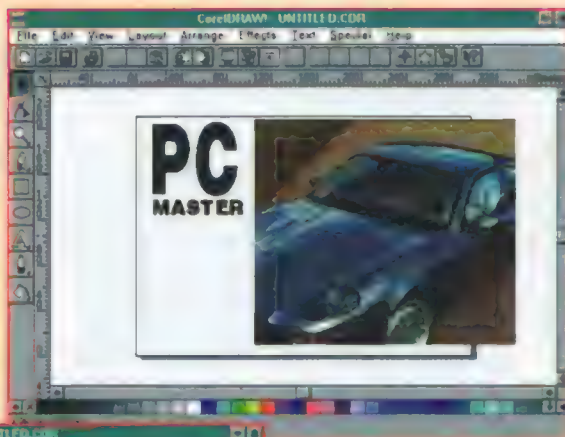 CorelDRAW! - UNTITLED.CDR
File Edit View Layout Arrange Effects Text Special Help
PC
MASTER